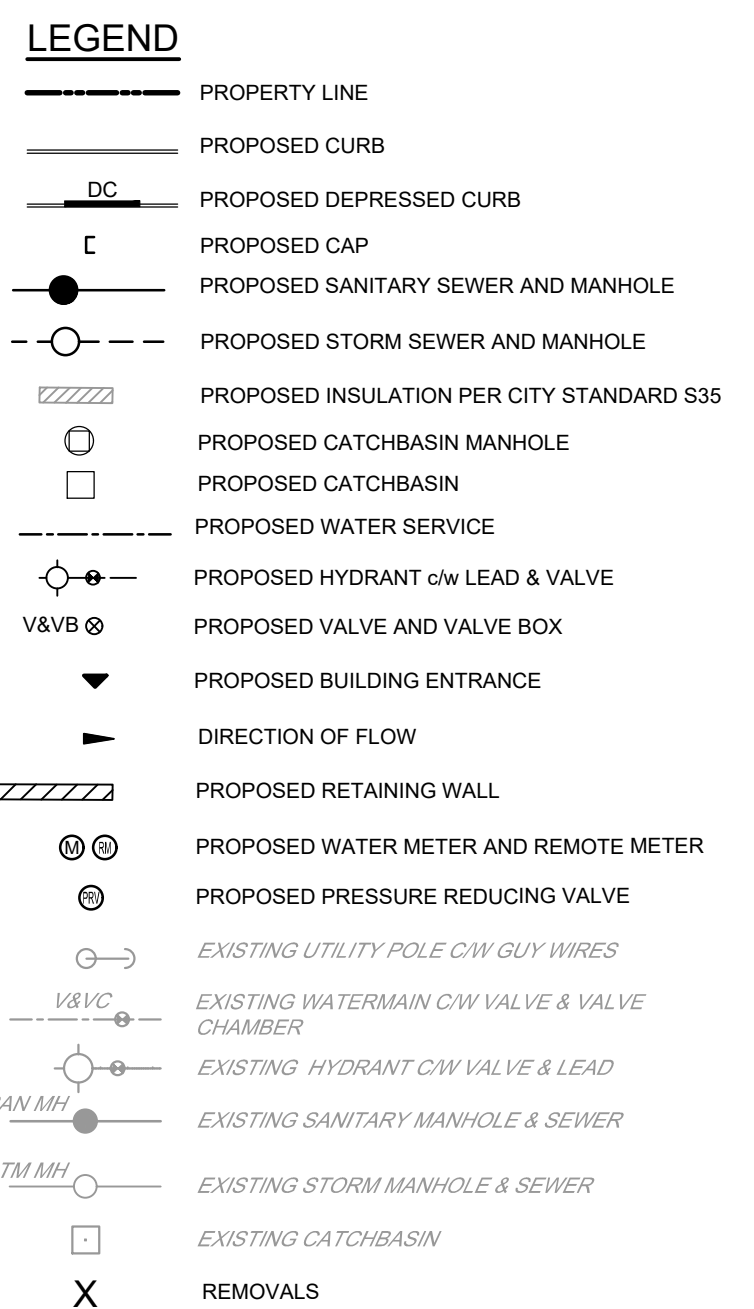 LEGEND
PROPERTY LINE
PROPOSED CURB
DC PROPOSED DEPRESSED CURB
PROPOSED CAP
PROPOSED SANITARY SEWER AND MANHOLE
PROPOSED STORM SEWER AND MANHOLE
PROPOSED INSULATION PER CITY STANDARD S35
PROPOSED CATCHBASIN MANHOLE
PROPOSED CATCHBASIN
PROPOSED WATER SERVICE
PROPOSED HYDRANT c/w LEAD & VALVE
V&VB PROPOSED VALVE AND VALVE BOX
PROPOSED BUILDING ENTRANCE
DIRECTION OF FLOW
PROPOSED RETAINING WALL
M RM PROPOSED WATER METER AND REMOTE METER
PRV PROPOSED PRESSURE REDUCING VALVE
EXISTING UTILITY POLE C/W GUY WIRES
V&VC EXISTING WATERMAIN C/W VALVE & VALVE
CHAMBER
EXISTING HYDRANT C/W VALVE & LEAD
AN MH EXISTING SANITARY MANHOLE & SEWER
TM MH EXISTING STORM MANHOLE & SEWER
EXISTING CATCHBASIN
X REMOVALS